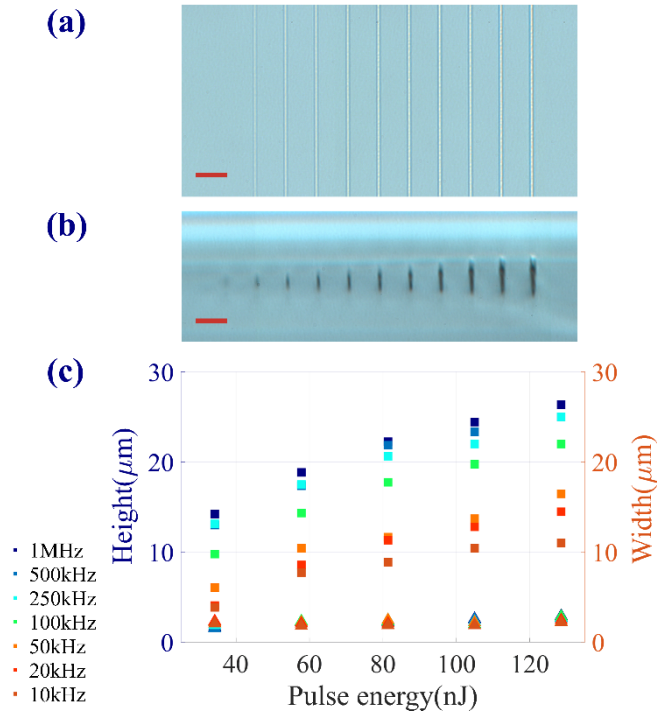 (a)
(b)
(c)
30
20
10
0
Height(μm)
30
20
10
0
Width(μm)
40
60
80
100
120
Pulse energy(nJ)
1MHz
500kHz
250kHz
100kHz
50kHz
20kHz
10kHz